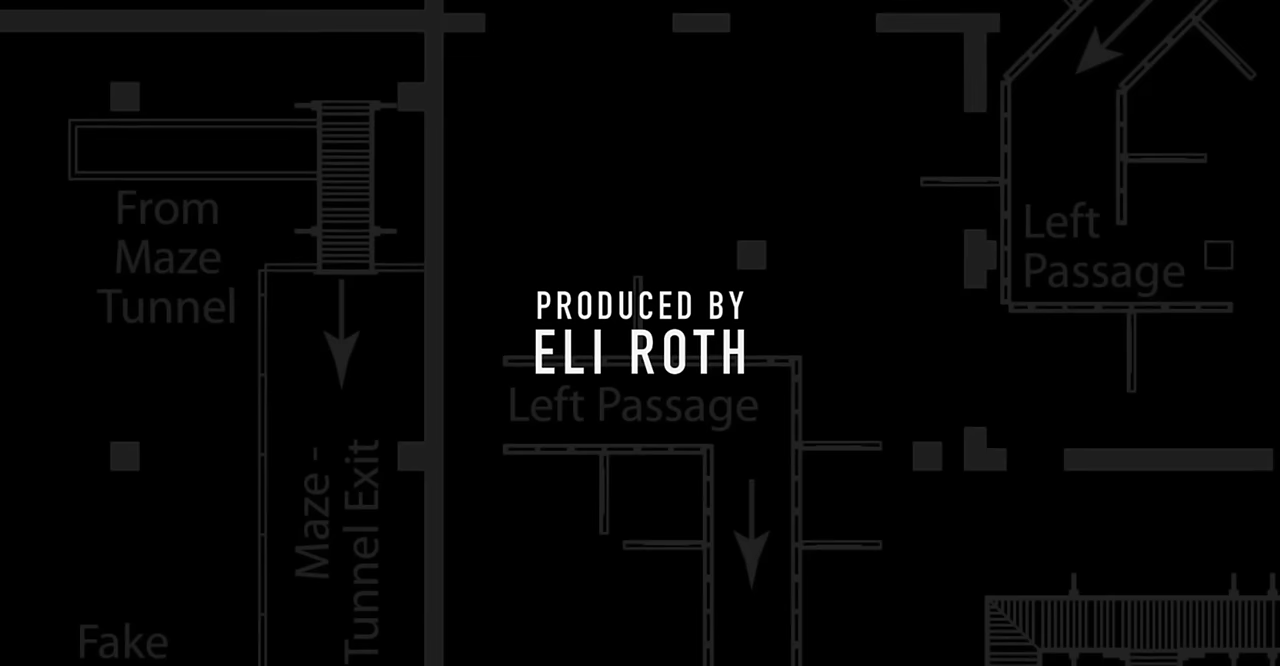 From
Maze
Tunnel
Left
Passage
PRODUCED BY
ELI ROTH
Left Passage
Maze -
Tunnel Exit
Fake